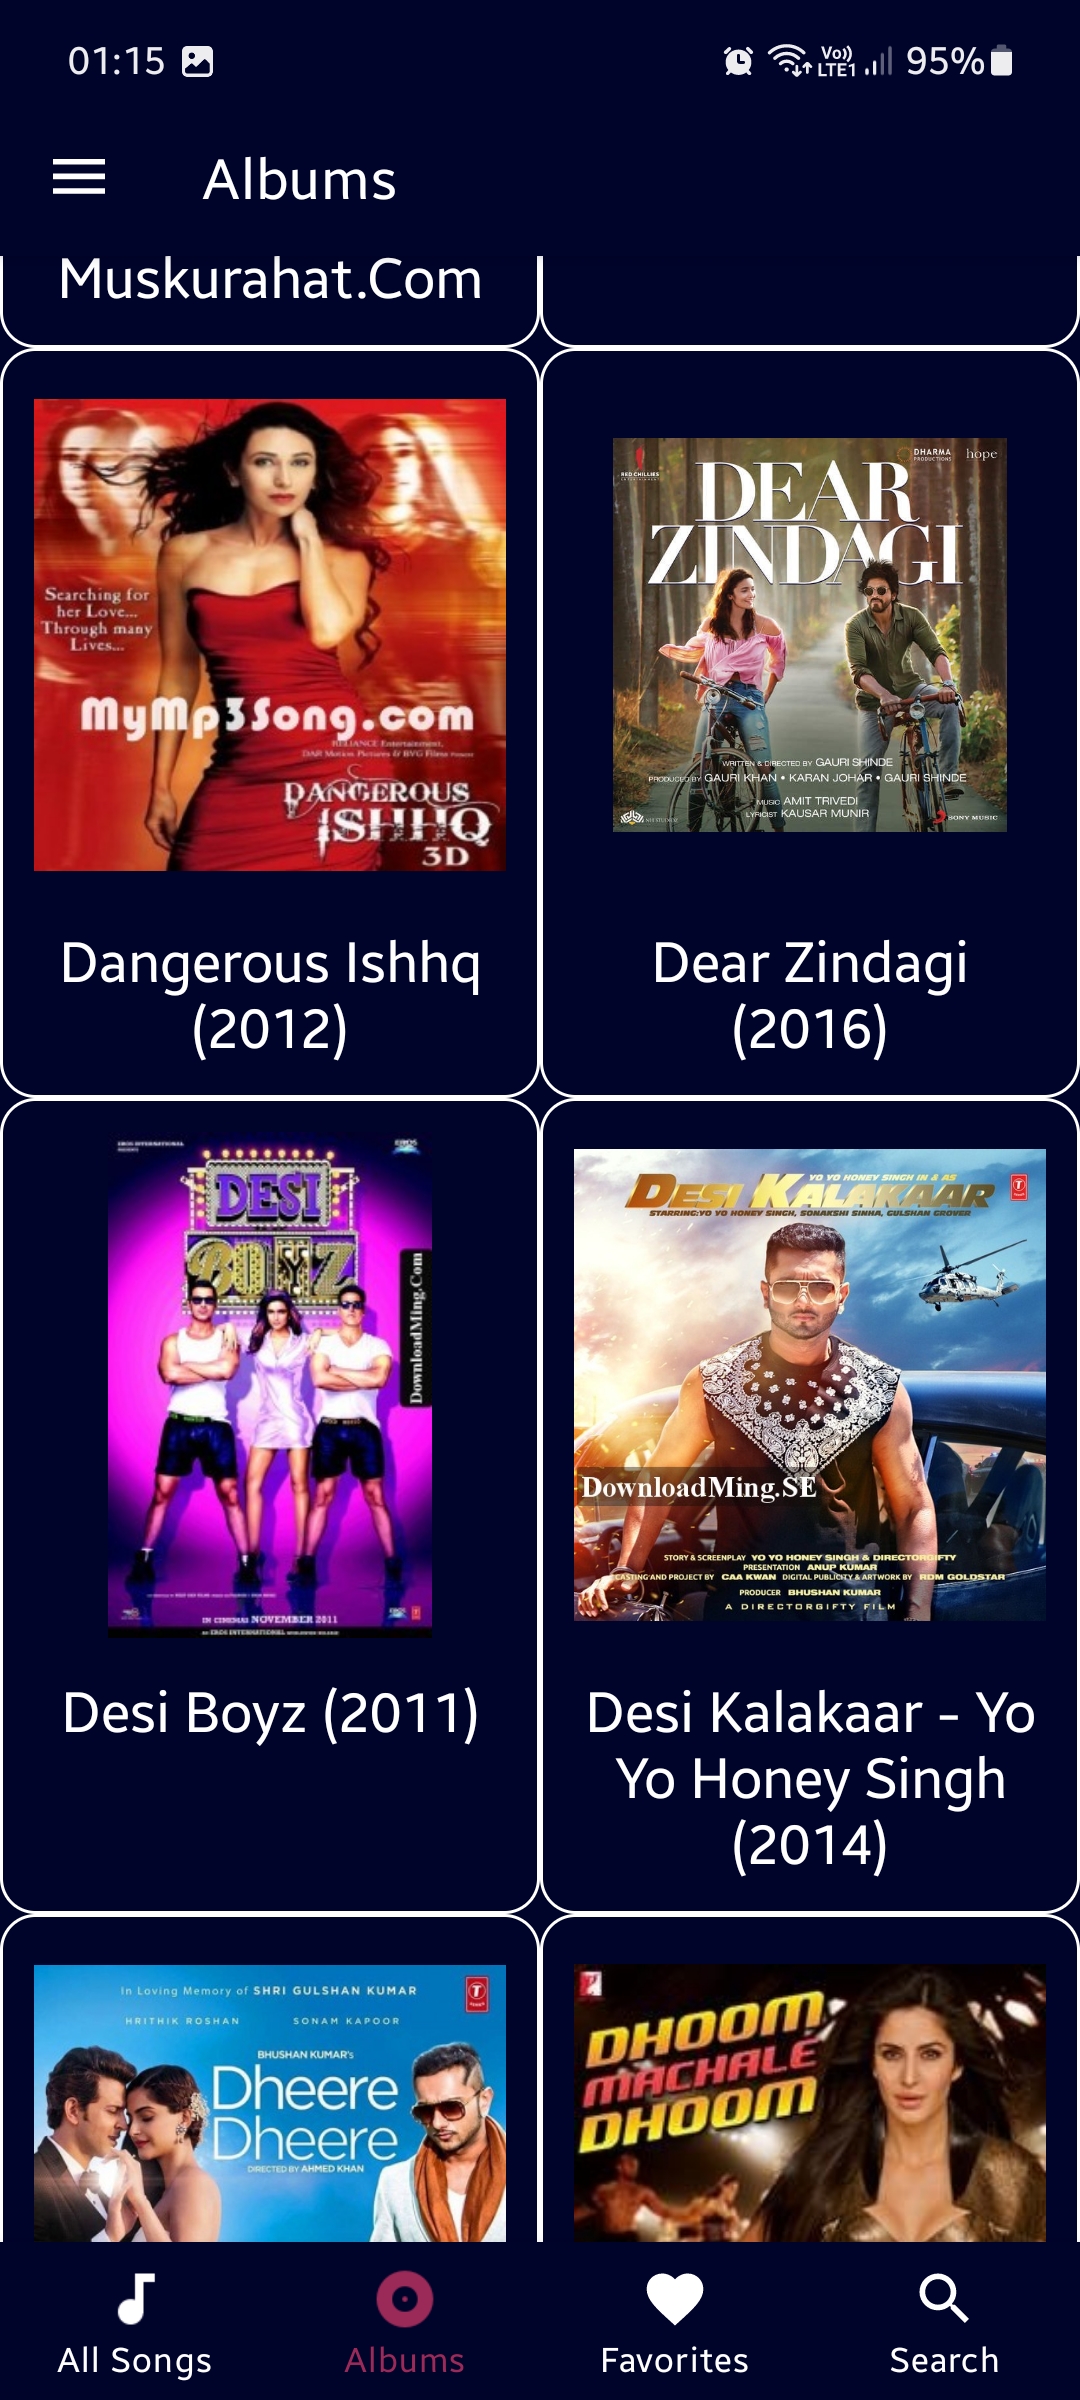 01:15
Vo)) LTE1
95%
Albums
Muskurahat.Com
Searching for
her Love...
Through many
Lives...
MyMp3Song.com
RELIANCE Entertainment,
DAR Motion Pictures & BVG Films
DANGEROUS
ISHHQ
3D
Dangerous Ishhq
(2012)
RED CHILLIES
ENTERTAINMENT
DHARMA
PRODUCTIONS
hope
DEAR
ZINDAGI
WRITTEN & DIRECTED BY GAURI SHINDE
PRODUCED BY GAURI KHAN • KARAN JOHAR • GAURI SHINDE
MUSIC AMIT TRIVEDI
LYRICIST KAUSAR MUNIR
SONY MUSIC
Dear Zindagi
(2016)
EROS INTERNATIONAL
EROS
DESI
BOYZ
DownloadMing.Com
IN CINEMAS NOVEMBER 2011
Desi Boyz (2011)
YO YO HONEY SINGH IN & AS
DESI KALAKAAR
STARRING:YO YO HONEY SINGH, SONAKSHI SINHA, GULSHAN GROVER
T
DownloadMing.SE
STORY & SCREENPLAY YO YO HONEY SINGH & DIRECTORGIFTY
PRESENTATION ANUP KUMAR
CASTING AND PROJECT BY CAA KWAN DIGITAL PUBLICITY & ARTWORK BY RDM GOLDSTAR
PRODUCER BHUSHAN KUMAR
A DIRECTORGIFTY FILM
Desi Kalakaar - Yo
Yo Honey Singh
(2014)
In Loving Memory of SHRI GULSHAN KUMAR
T
HRITHIK ROSHAN SONAM KAPOOR
BHUSHAN KUMAR's
Dheere
Dheere
DIRECTED BY AHMED KHAN
DHOOM
MACHALE
DHOOM
All Songs
Albums
Favorites
Search